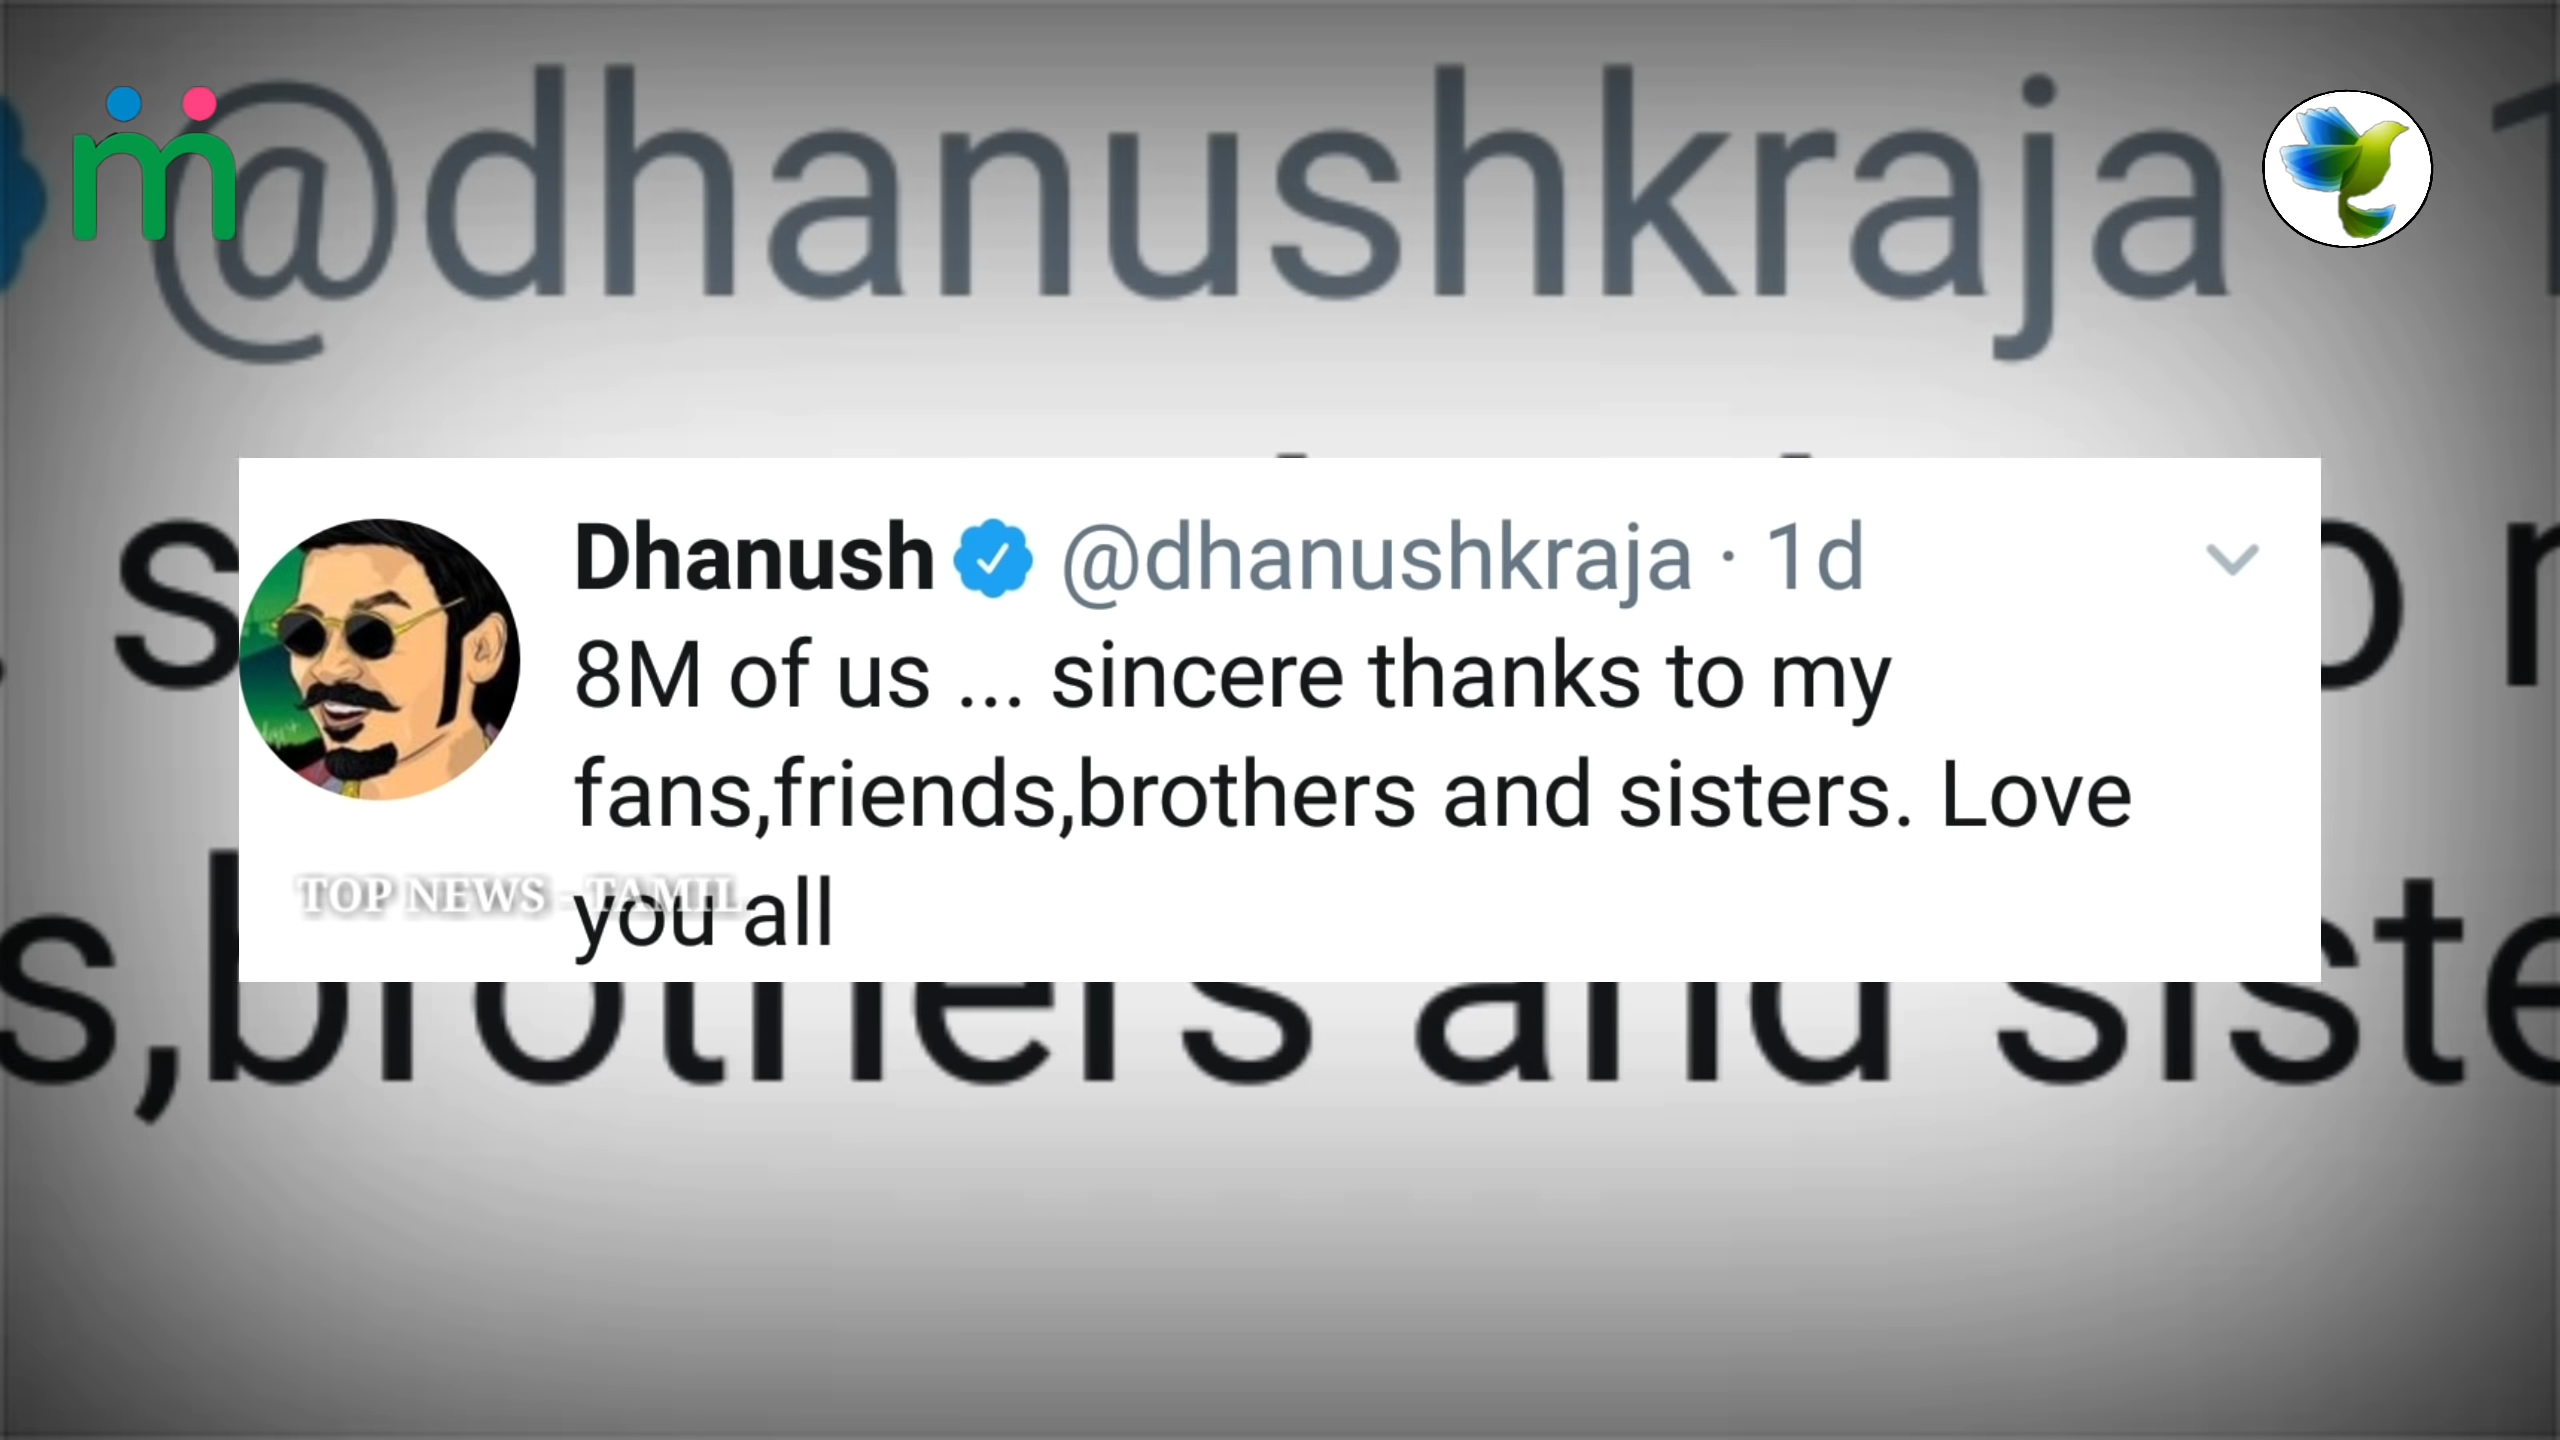 @dhanushkraja
Dhanush @dhanushkraja · 1d
8M of us ... sincere thanks to my
fans,friends,brothers and sisters. Love
you all
TOP NEWS - TAMIL
s,brothers and siste